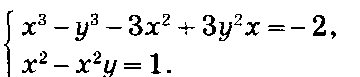 x³ − y³ − 3x² + 3y²x = − 2,
x² − x²y = 1.